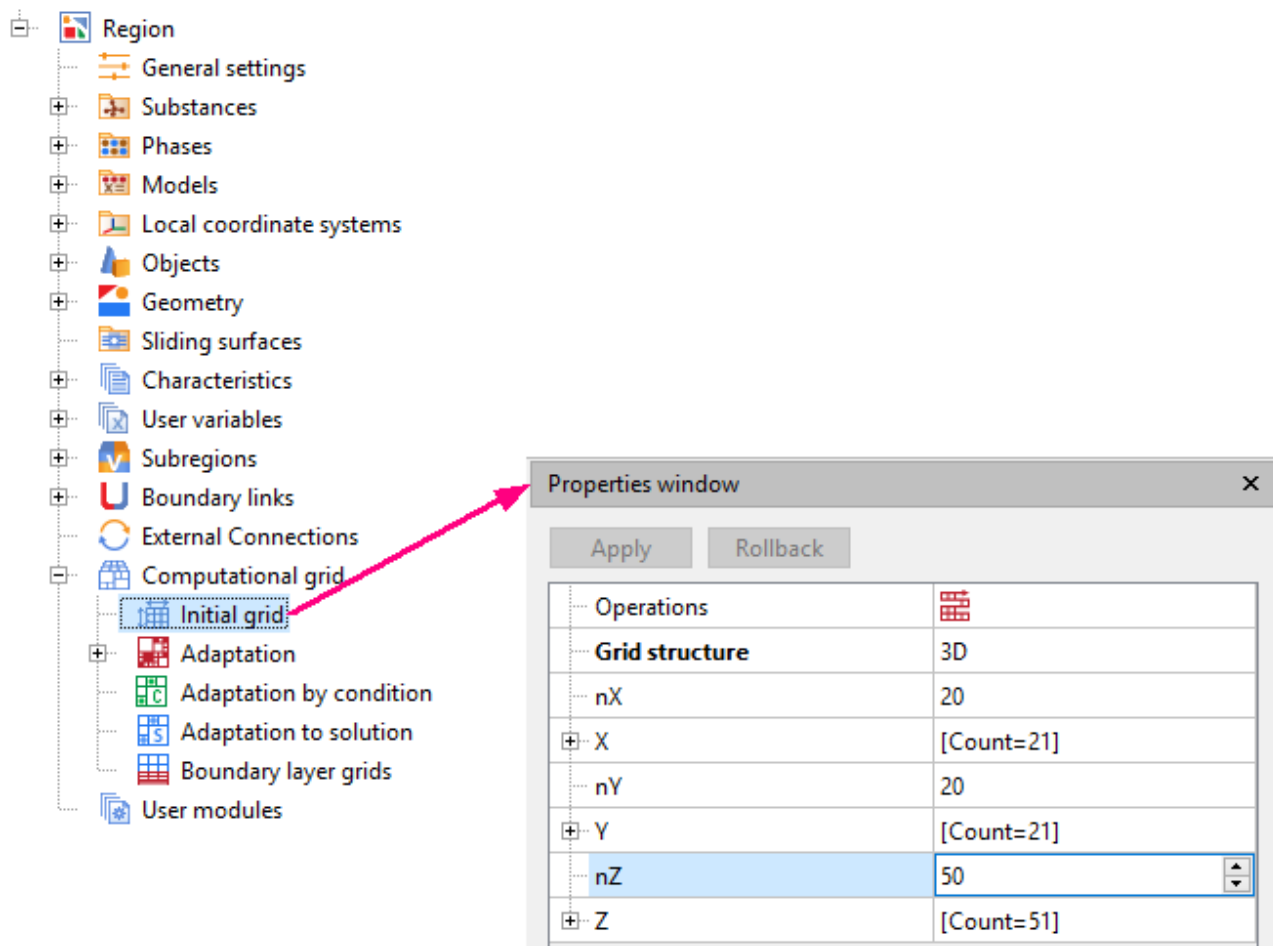 Region
General settings
Substances
Phases
Models
Local coordinate systems
Objects
Geometry
Sliding surfaces
Characteristics
User variables
Subregions
Boundary links
External Connections
Computational grid
Initial grid
Adaptation
Adaptation by condition
Adaptation to solution
Boundary layer grids
User modules
Properties window
Apply Rollback
Operations
Grid structure 3D
nX 20
X [Count=21]
nY 20
Y [Count=21]
nZ 50
Z [Count=51]